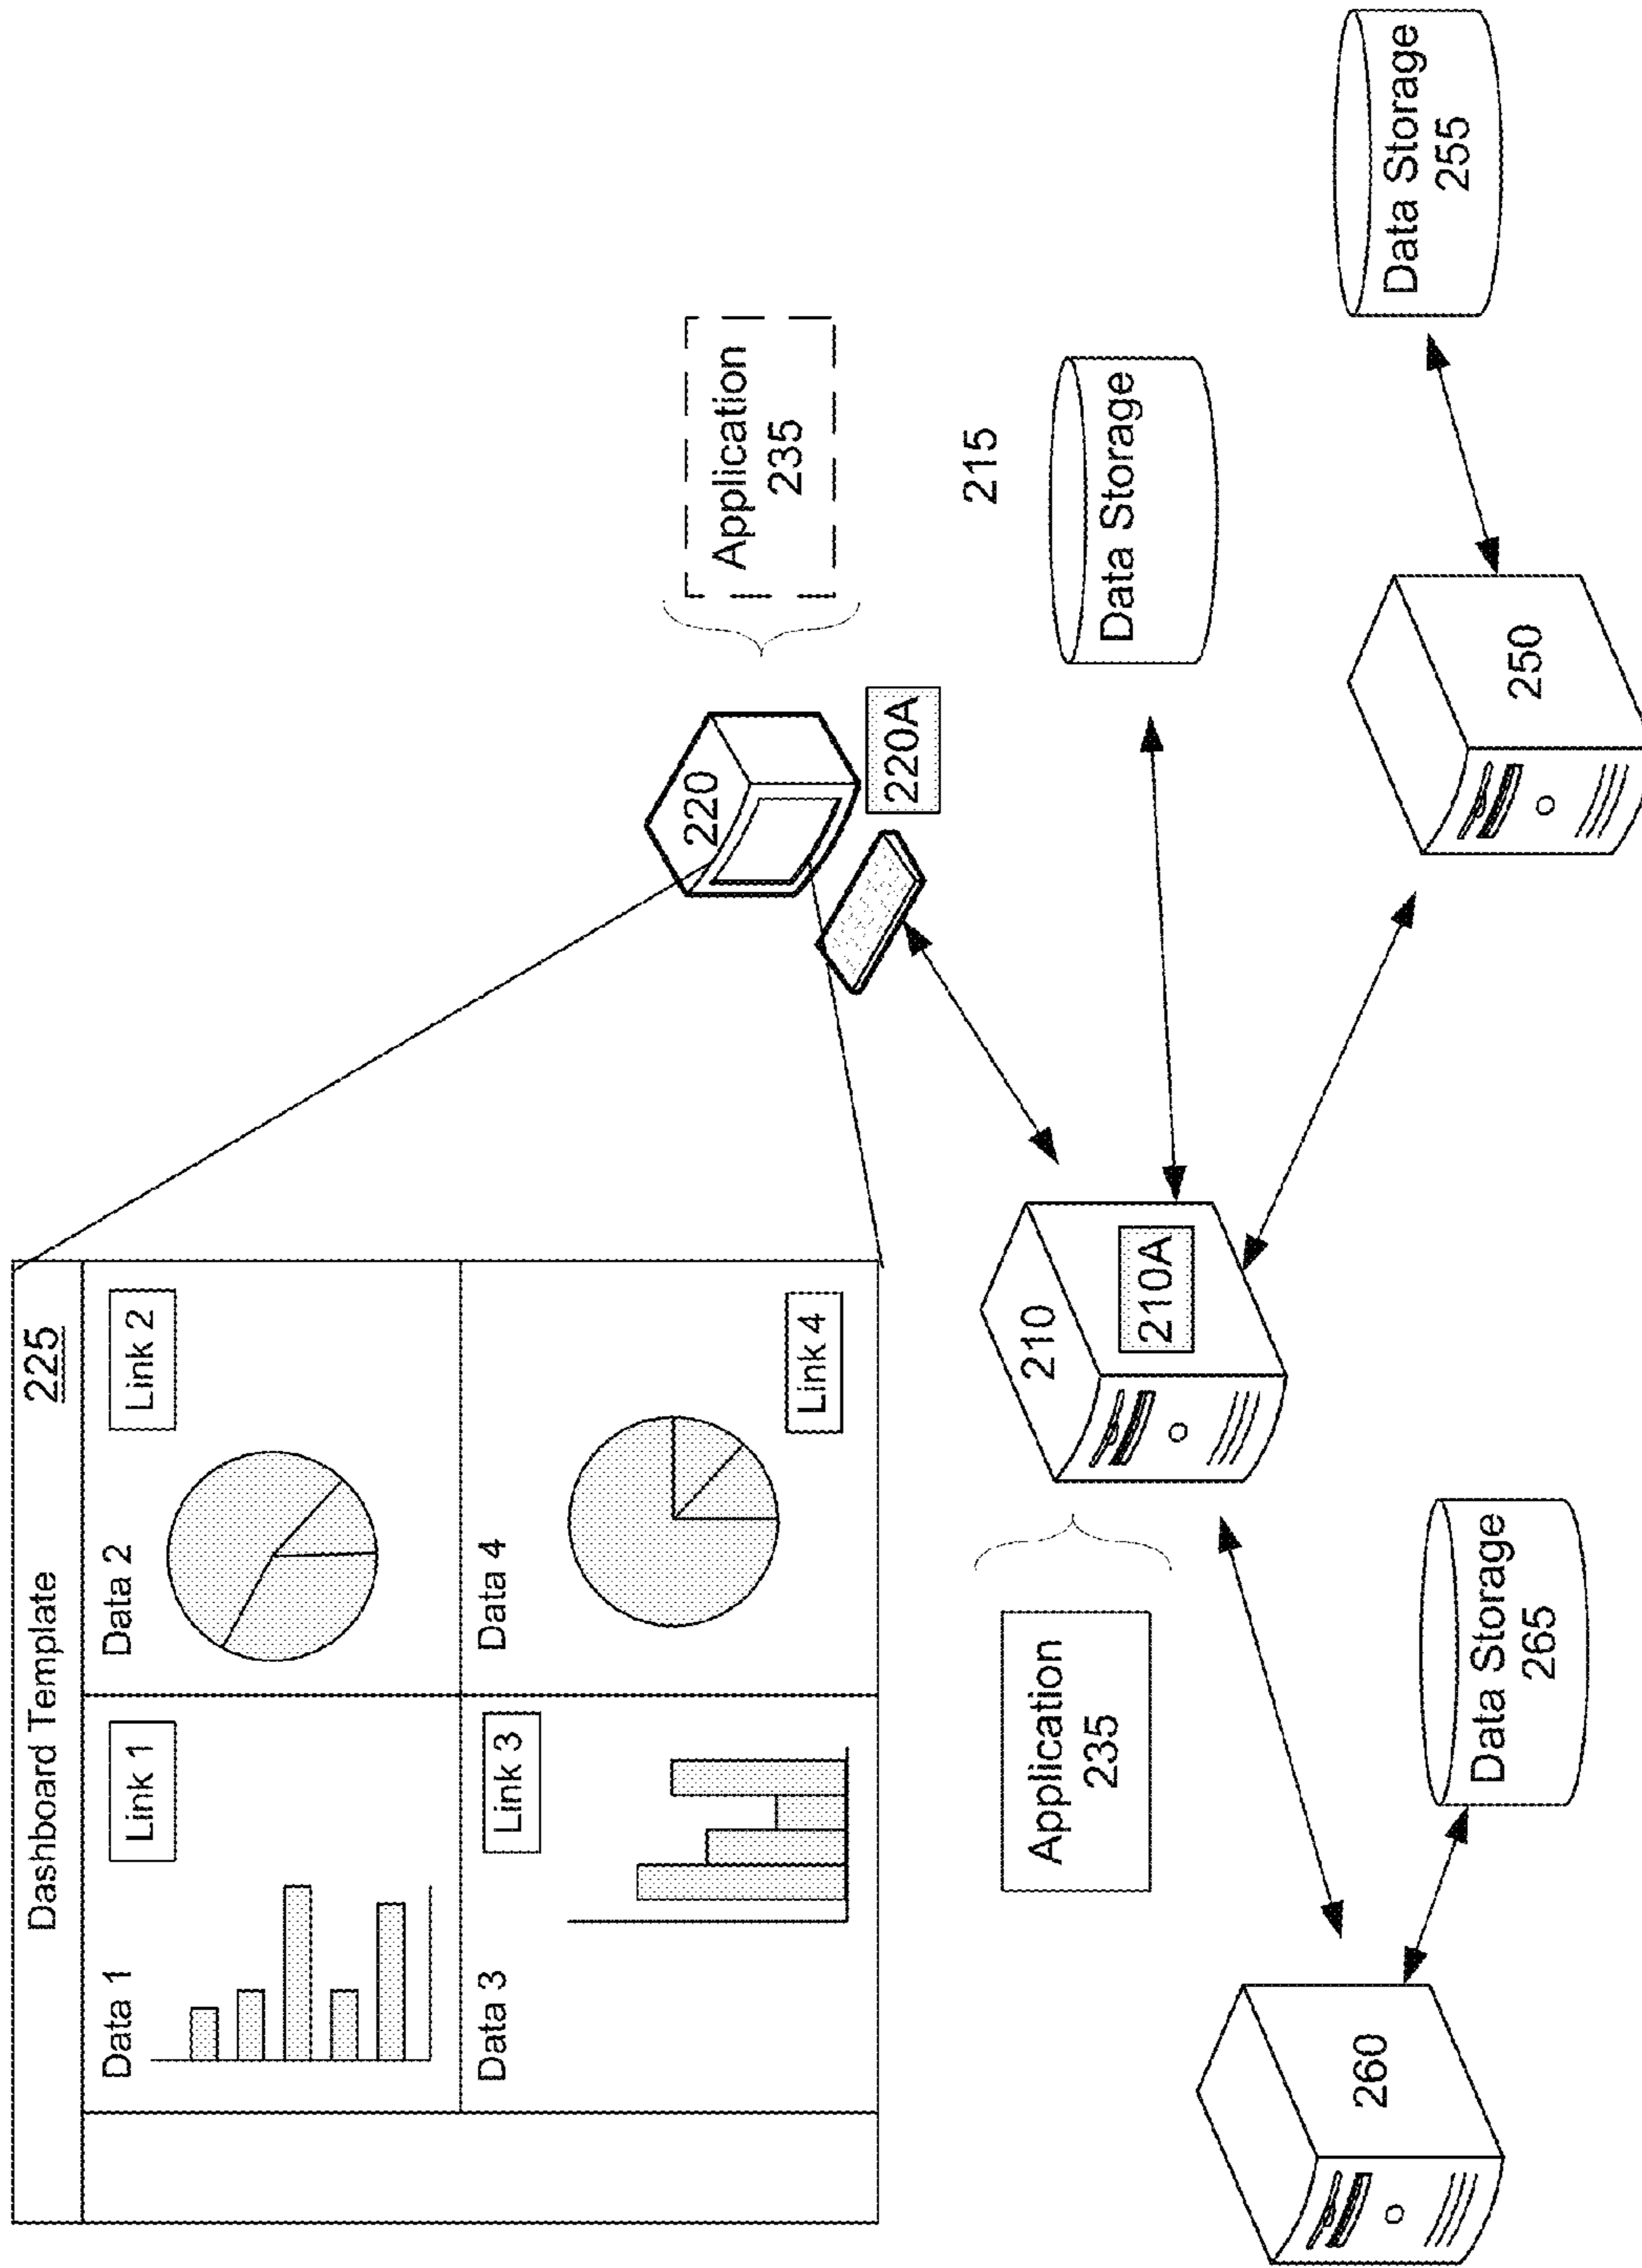 Dashboard Template
225
Data 1
Link 1
Data 2
Link 2
Data 3
Link 3
Data 4
Link 4
220
220A
Application
235
215
Data Storage
Application
235
210
210A
Data Storage
255
250
260
Data Storage
265